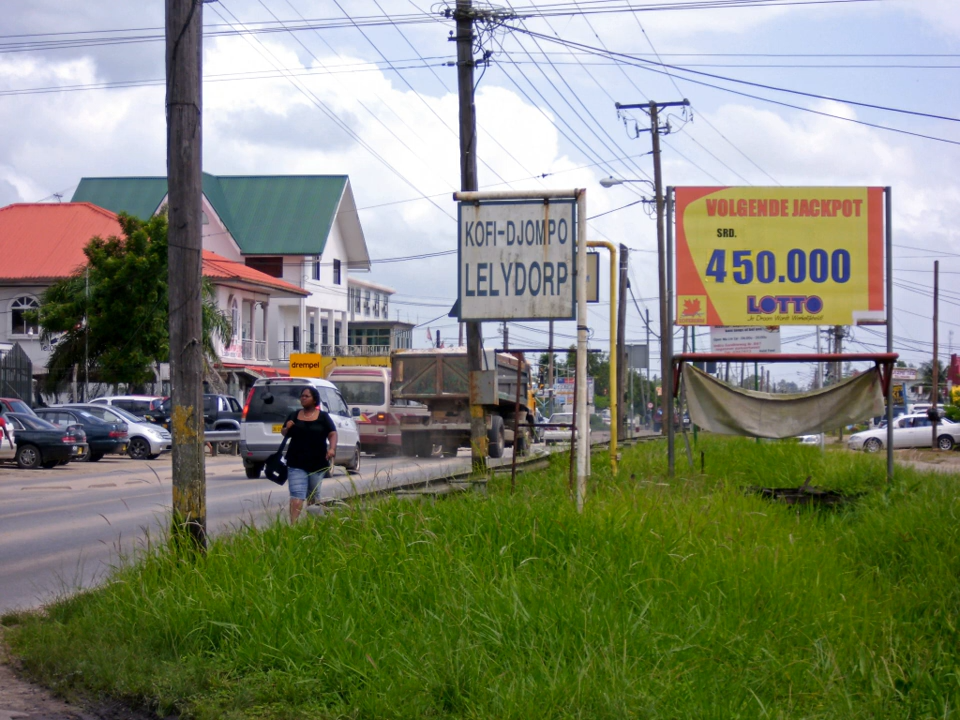 KOFI-DJOMPO
LELYDORP
VOLGENDE JACKPOT
SRD.
450.000
LOTTO
drempel